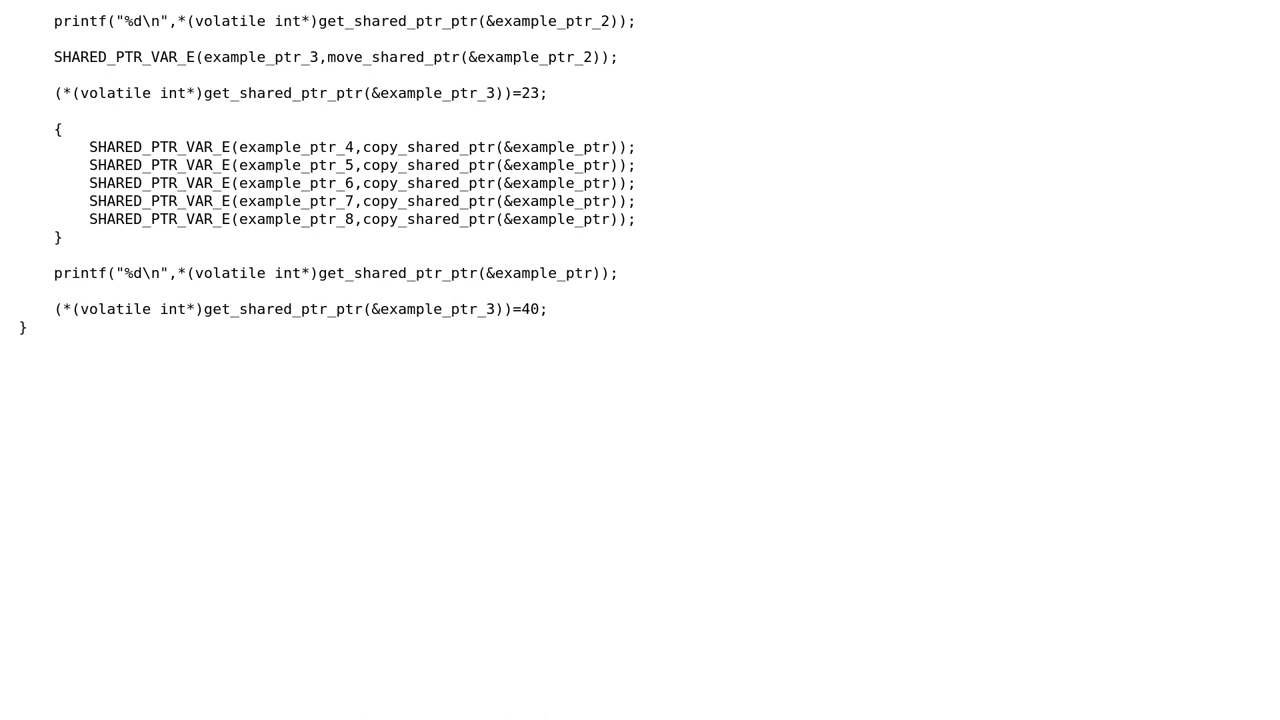 printf("%d\n",*(volatile int*)get_shared_ptr_ptr(&example_ptr_2));
SHARED_PTR_VAR_E(example_ptr_3,move_shared_ptr(&example_ptr_2));
(*(volatile int*)get_shared_ptr_ptr(&example_ptr_3))=23;
{
SHARED_PTR_VAR_E(example_ptr_4,copy_shared_ptr(&example_ptr));
SHARED_PTR_VAR_E(example_ptr_5,copy_shared_ptr(&example_ptr));
SHARED_PTR_VAR_E(example_ptr_6,copy_shared_ptr(&example_ptr));
SHARED_PTR_VAR_E(example_ptr_7,copy_shared_ptr(&example_ptr));
SHARED_PTR_VAR_E(example_ptr_8,copy_shared_ptr(&example_ptr));
}
printf("%d\n",*(volatile int*)get_shared_ptr_ptr(&example_ptr));
(*(volatile int*)get_shared_ptr_ptr(&example_ptr_3))=40;
}